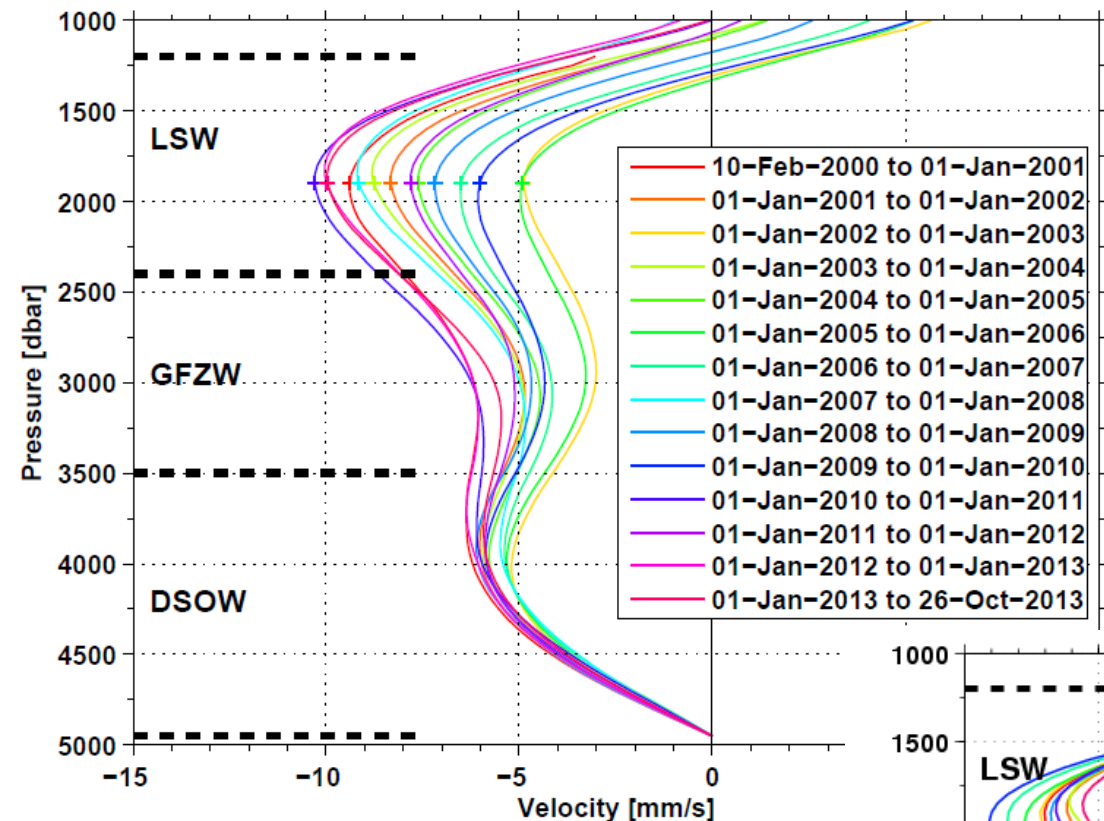 1000
1500
2000
2500
3000
3500
4000
4500
5000
Pressure [dbar]
LSW
GFZW
DSOW
10−Feb−2000 to 01−Jan−2001
01−Jan−2001 to 01−Jan−2002
01−Jan−2002 to 01−Jan−2003
01−Jan−2003 to 01−Jan−2004
01−Jan−2004 to 01−Jan−2005
01−Jan−2005 to 01−Jan−2006
01−Jan−2006 to 01−Jan−2007
01−Jan−2007 to 01−Jan−2008
01−Jan−2008 to 01−Jan−2009
01−Jan−2009 to 01−Jan−2010
01−Jan−2010 to 01−Jan−2011
01−Jan−2011 to 01−Jan−2012
01−Jan−2012 to 01−Jan−2013
01−Jan−2013 to 26−Oct−2013
−15 −10 −5 0
Velocity [mm/s]
1000
1500
LSW